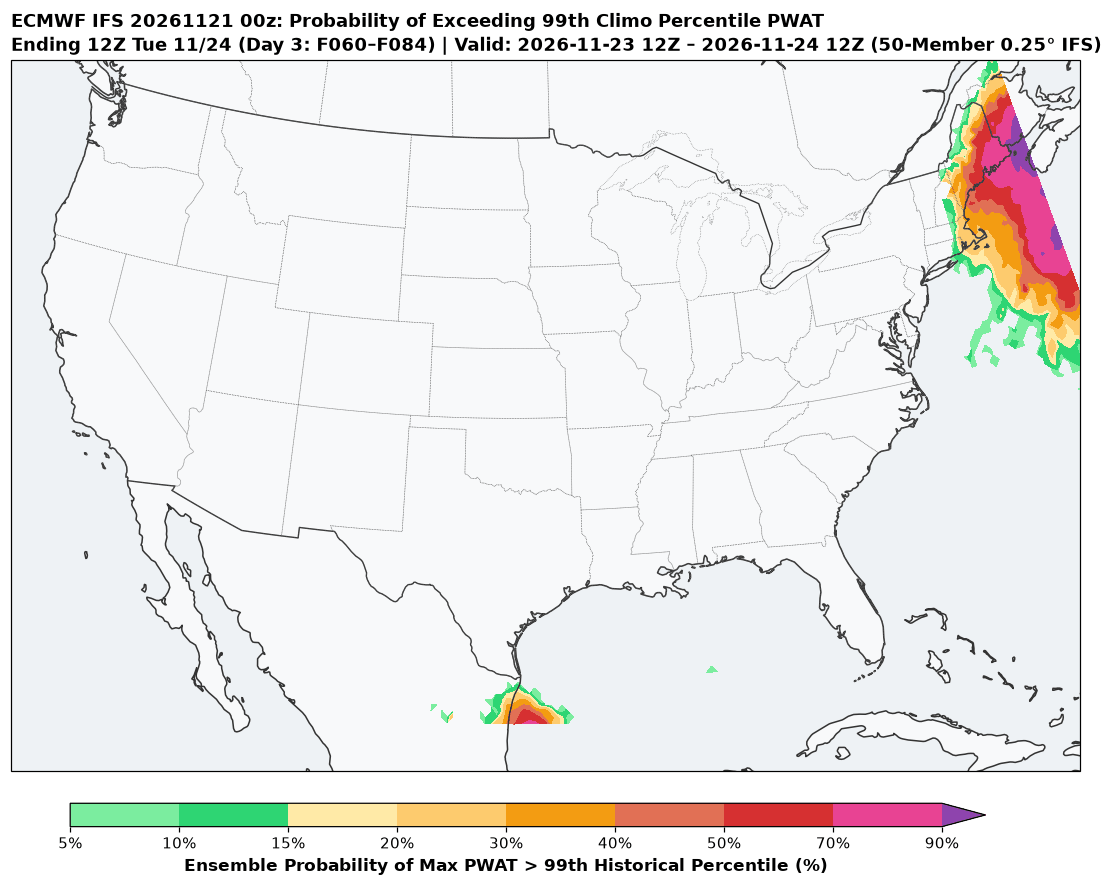 ECMWF IFS 20261121 00z: Probability of Exceeding 99th Climo Percentile PWAT
Ending 12Z Tue 11/24 (Day 3: F060–F084) | Valid: 2026-11-23 12Z – 2026-11-24 12Z (50-Member 0.25° IFS)
5% 10% 15% 20% 30% 40% 50% 70% 90%
Ensemble Probability of Max PWAT > 99th Historical Percentile (%)